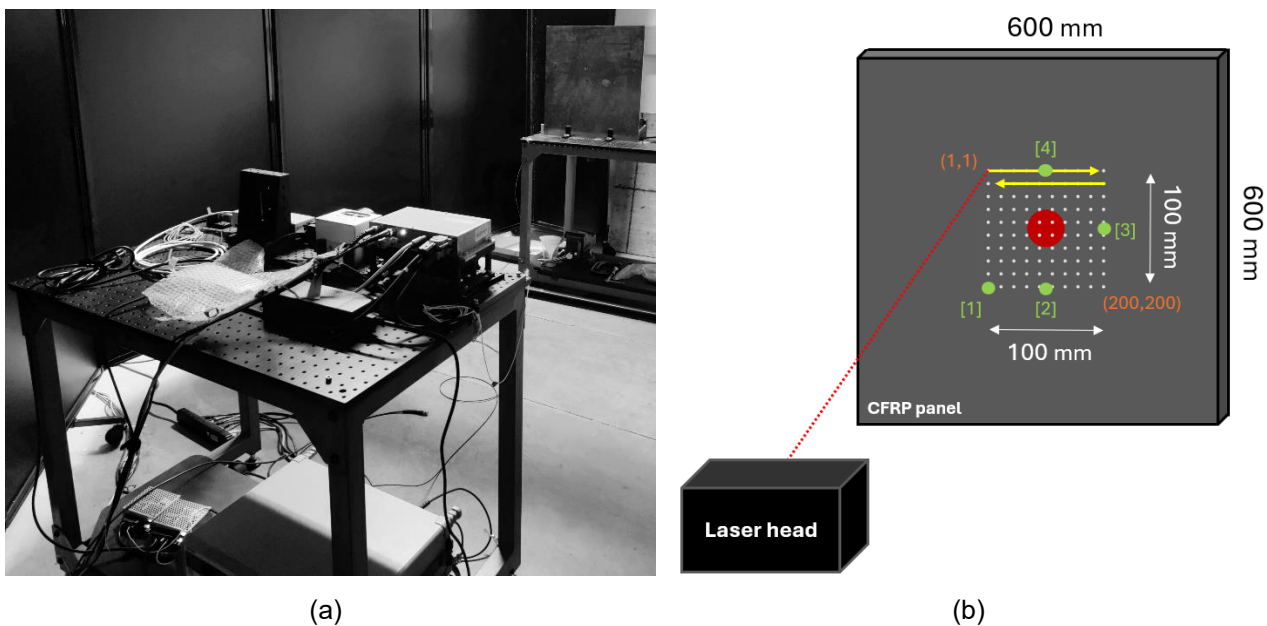 600 mm
(1,1)
[4]
[3]
100 mm
600 mm
[1]
[2]
(200,200)
100 mm
CFRP panel
Laser head
(a)
(b)